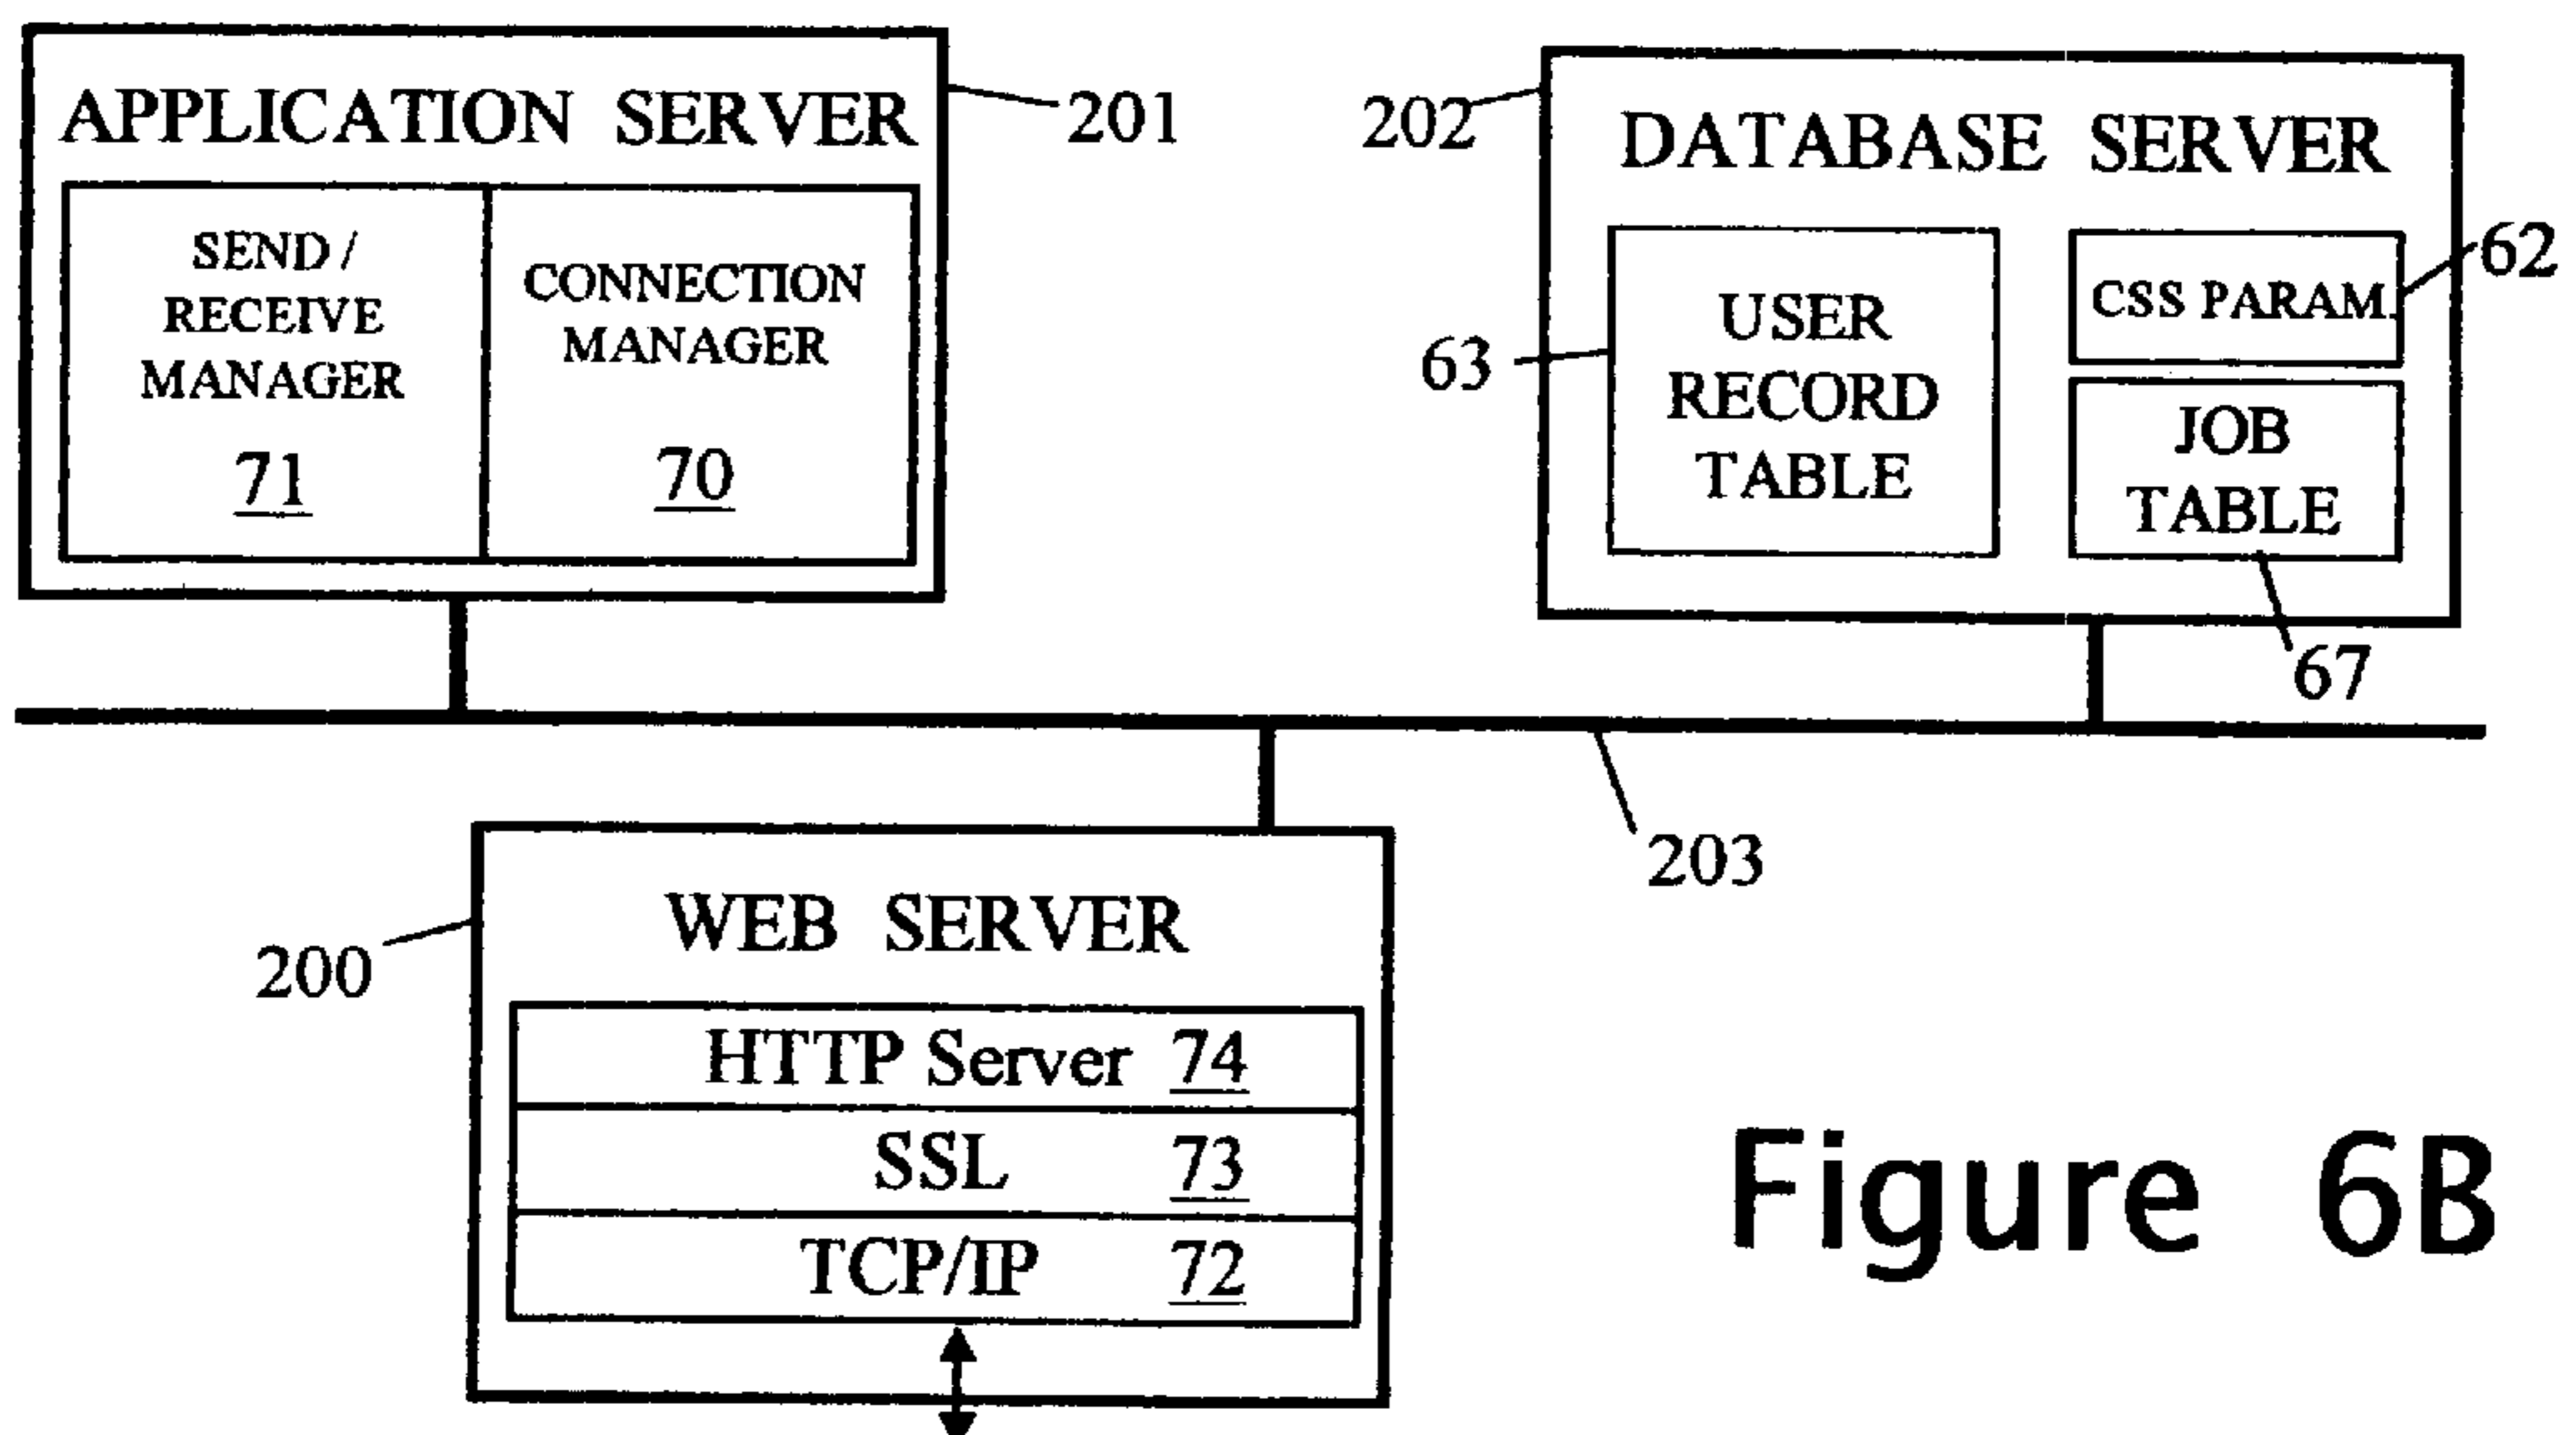 APPLICATION SERVER
201
SEND /
RECEIVE
MANAGER
71
CONNECTION
MANAGER
70
202
DATABASE SERVER
63
USER
RECORD
TABLE
CSS PARAM.
62
JOB
TABLE
67
203
200
WEB SERVER
HTTP Server 74
SSL 73
TCP/IP 72
Figure 6B